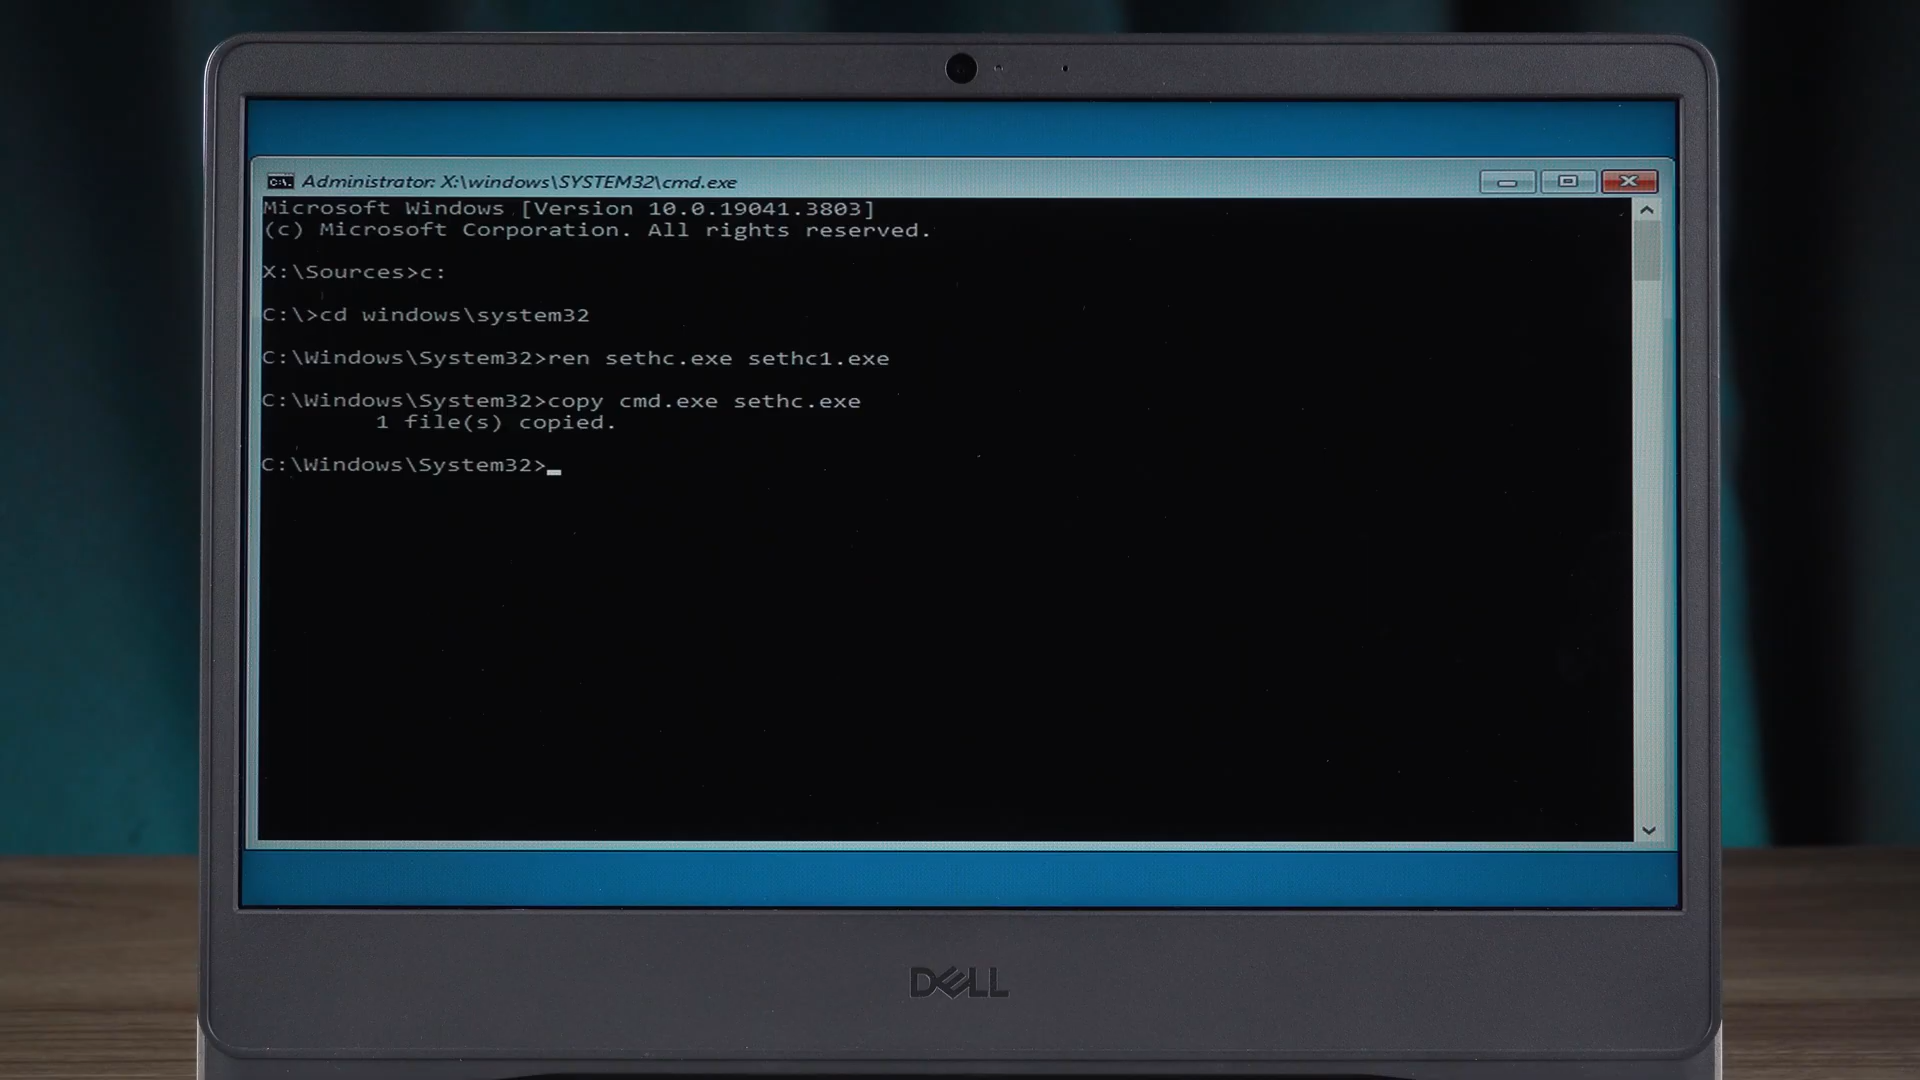 Administrator: X:\windows\SYSTEM32\cmd.exe
Microsoft Windows [Version 10.0.19041.3803]
(c) Microsoft Corporation. All rights reserved.
X:\Sources>c:
C:\>cd windows\system32
C:\Windows\System32>ren sethc.exe sethc1.exe
C:\Windows\System32>copy cmd.exe sethc.exe
1 file(s) copied.
C:\Windows\System32>
DELL